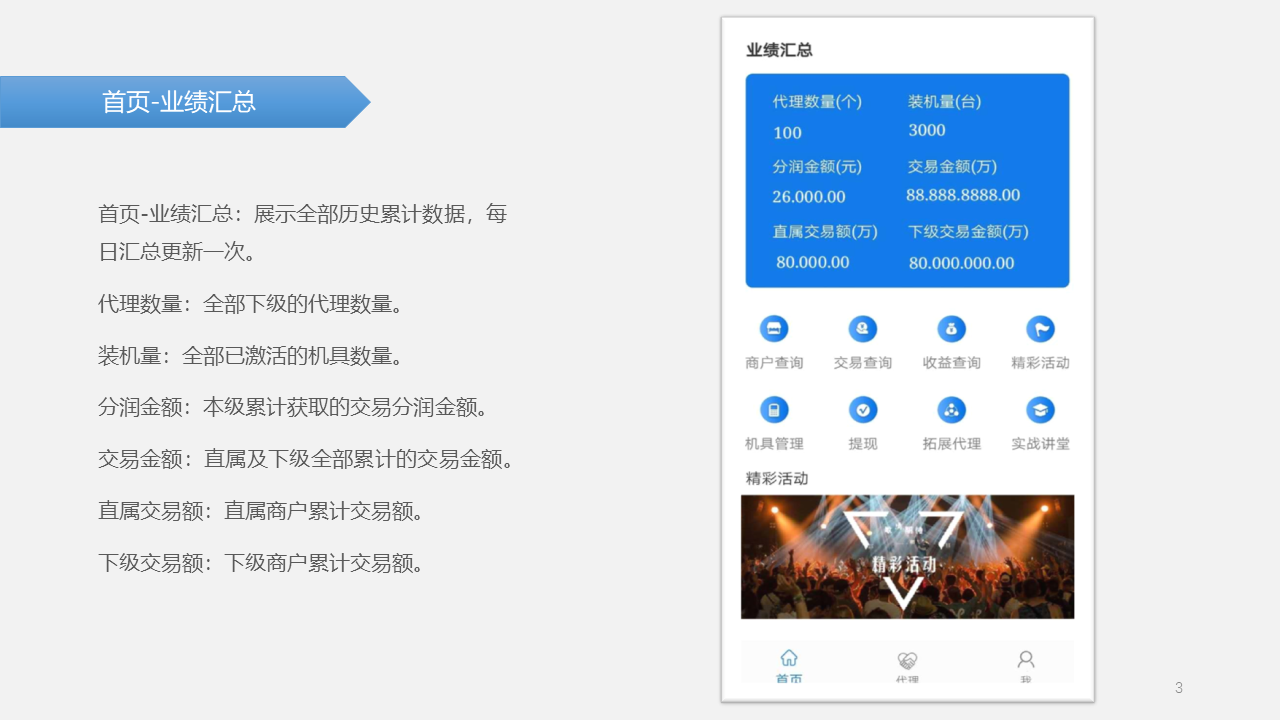 首页-业绩汇总
首页-业绩汇总：展示全部历史累计数据，每
日汇总更新一次。
代理数量：全部下级的代理数量。
装机量：全部已激活的机具数量。
分润金额：本级累计获取的交易分润金额。
交易金额：直属及下级全部累计的交易金额。
直属交易额：直属商户累计交易额。
下级交易额：下级商户累计交易额。
业绩汇总
代理数量(个) 装机量(台)
100 3000
分润金额(元) 交易金额(万)
26.000.00 88.888.8888.00
直属交易额(万) 下级交易金额(万)
80.000.00 80.000.000.00
商户查询 交易查询 收益查询 精彩活动
机具管理 提现 拓展代理 实战讲堂
精彩活动
精彩活动
首页 代理 我
3